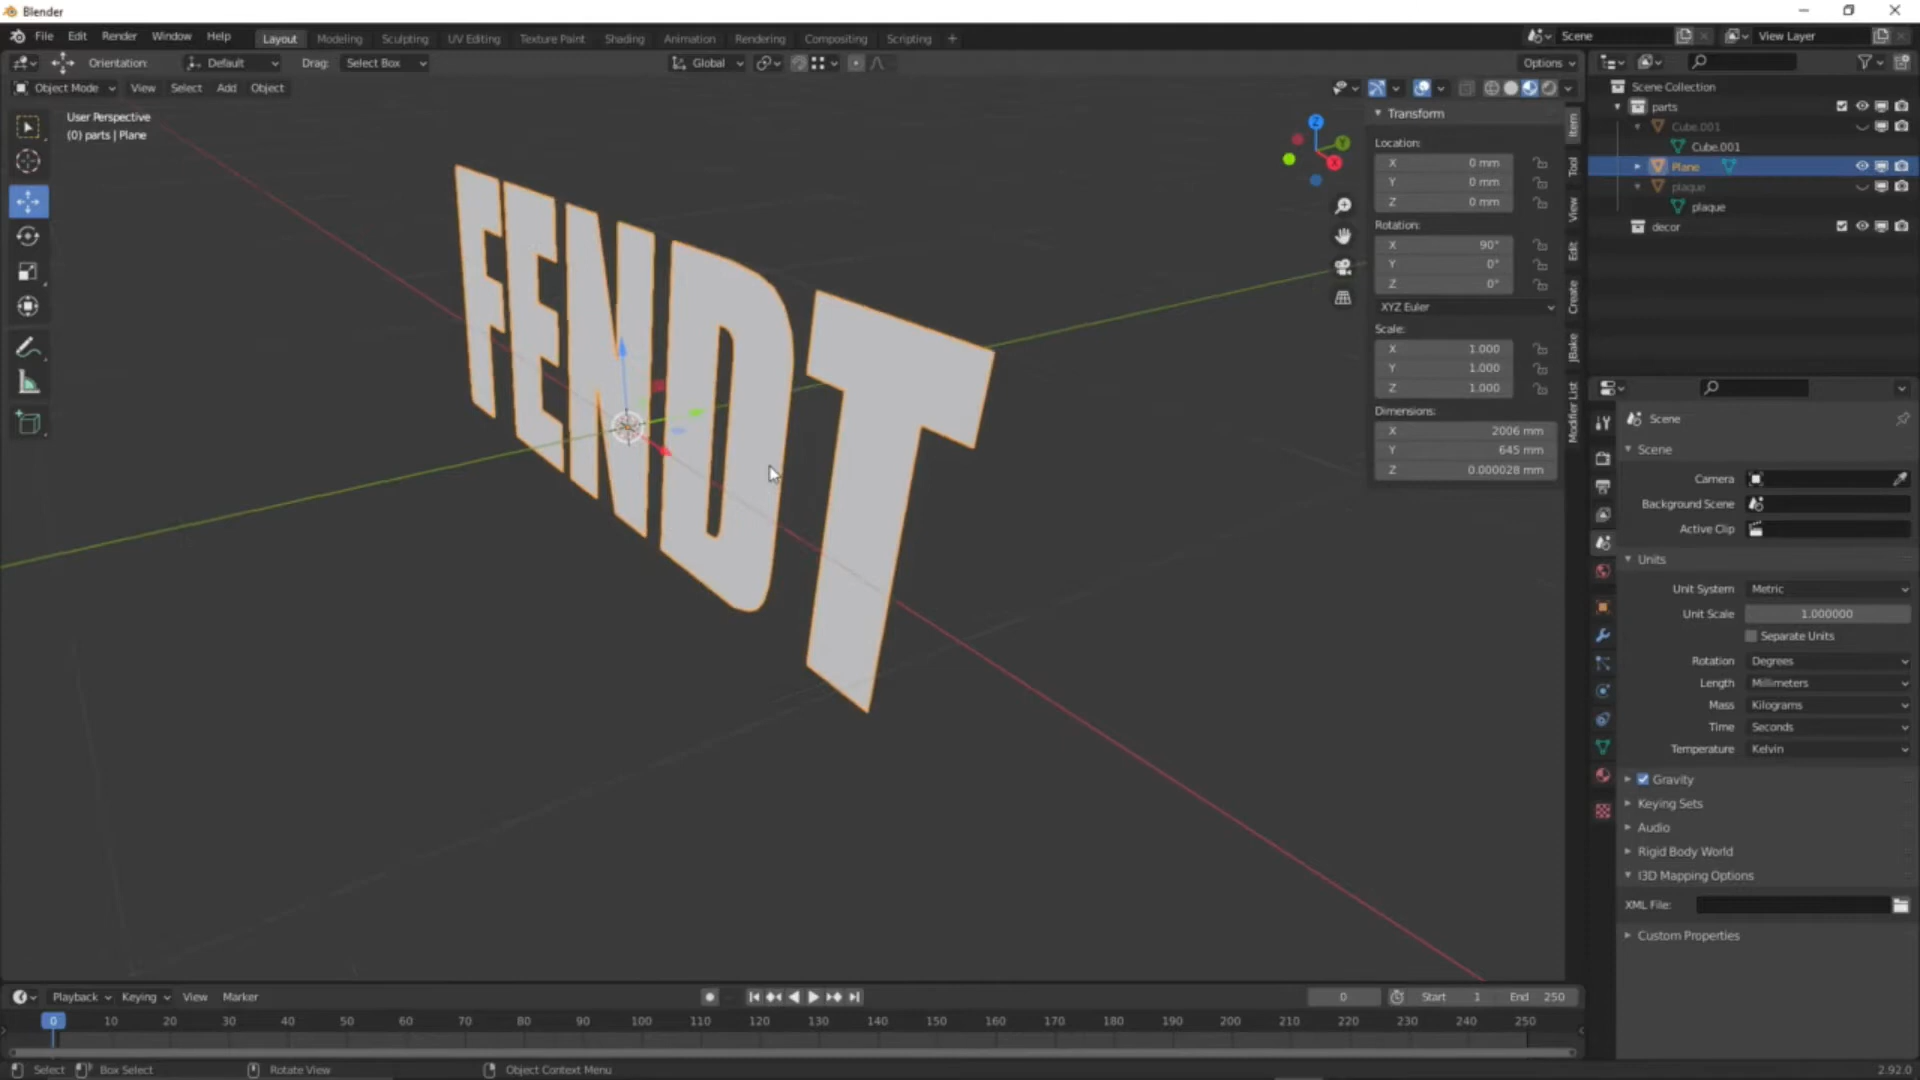 Blender
File Edit Render Window Help Layout Modeling Sculpting UV Editing Texture Paint Shading Animation Rendering Compositing Scripting + Scene View Layer
Orientation: Default Drag: Select Box Global Options
Object Mode View Select Add Object
User Perspective
(0) parts | Plane
FENDT
Z
Y
X
Transform
Location:
X 0 mm
Y 0 mm
Z 0 mm
Rotation:
X 90°
Y 0°
Z 0°
XYZ Euler
Scale:
X 1.000
Y 1.000
Z 1.000
Dimensions:
X 2006 mm
Y 645 mm
Z 0.000028 mm
Item
Tool
View
Edit
Create
JBake
Modifier List
Scene Collection
parts
Cube.001
Cube.001
Plane
plaque
plaque
decor
Scene
Scene
Camera
Background Scene
Active Clip
Units
Unit System Metric
Unit Scale 1.000000
Separate Units
Rotation Degrees
Length Millimeters
Mass Kilograms
Time Seconds
Temperature Kelvin
Gravity
Keying Sets
Audio
Rigid Body World
I3D Mapping Options
XML File:
Custom Properties
Playback Keying View Marker 0 Start 1 End 250
0 10 20 30 40 50 60 70 80 90 100 110 120 130 140 150 160 170 180 190 200 210 220 230 240 250
Select Box Select Rotate View Object Context Menu 2.92.0